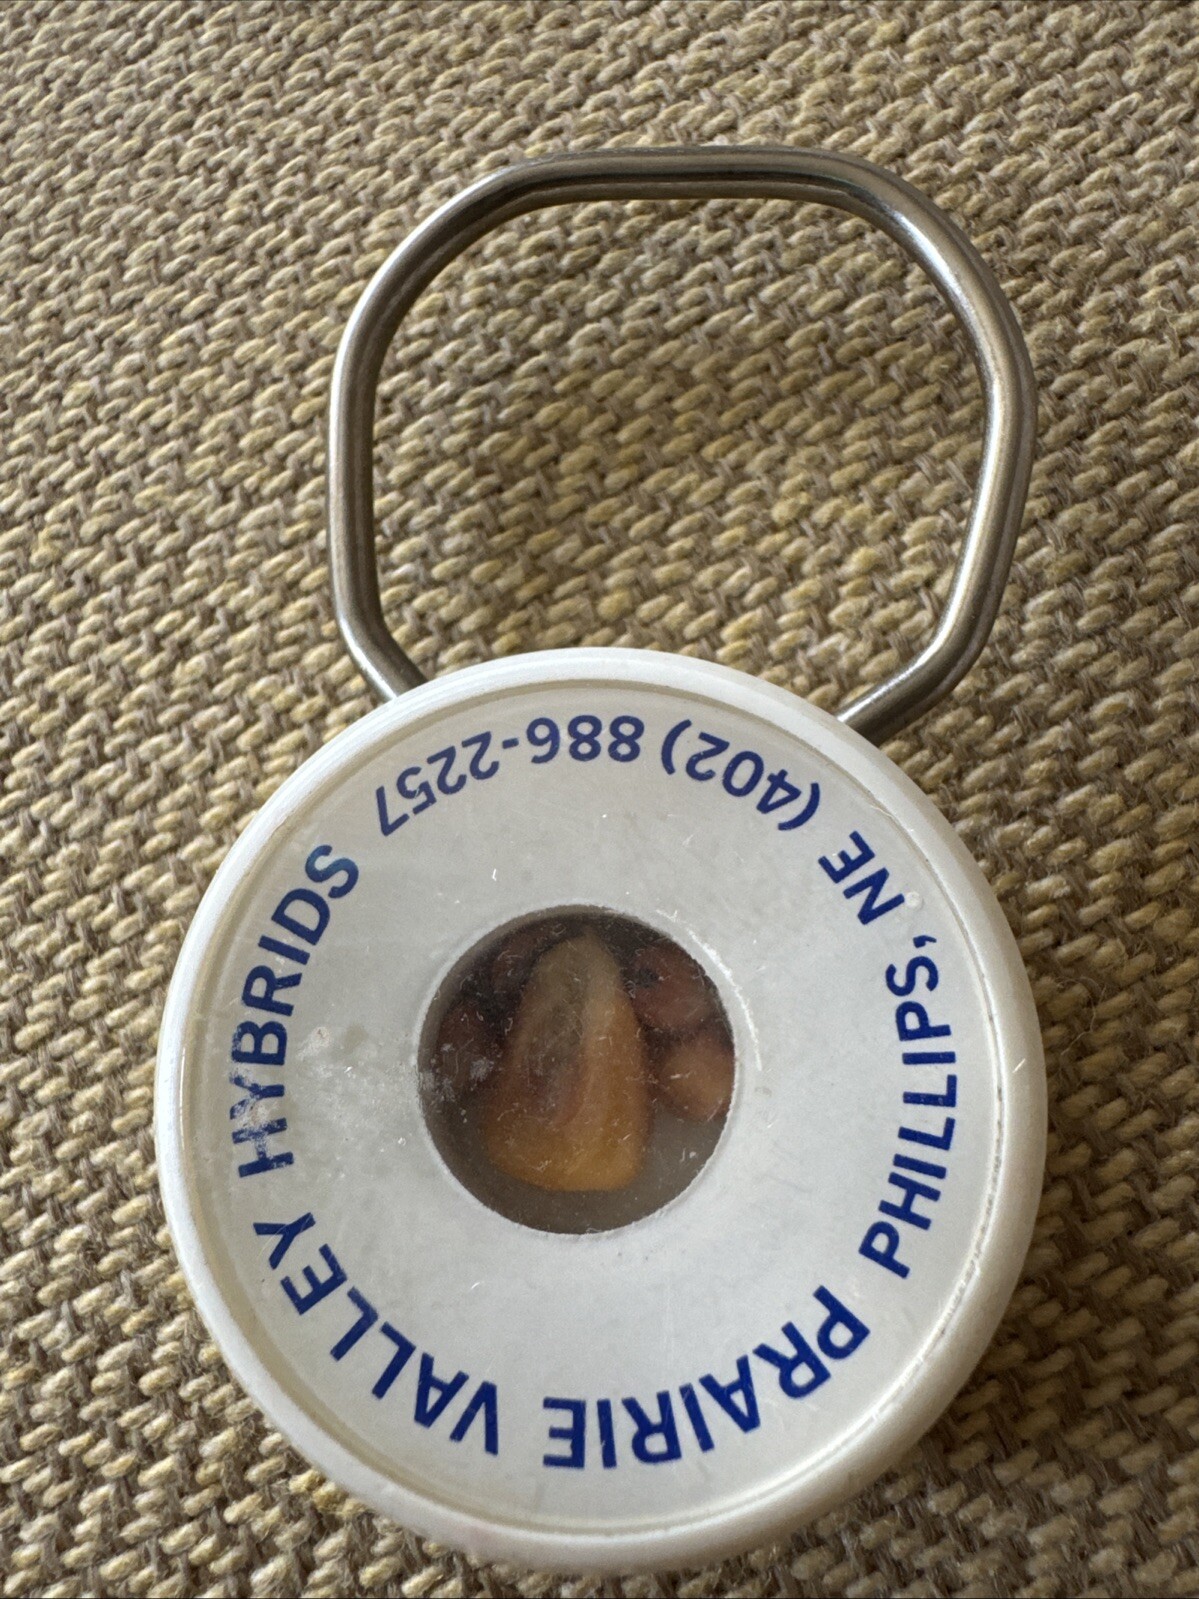 PRAIRIE VALLEY HYBRIDS
PHILLIPS, NE (402) 886-2257